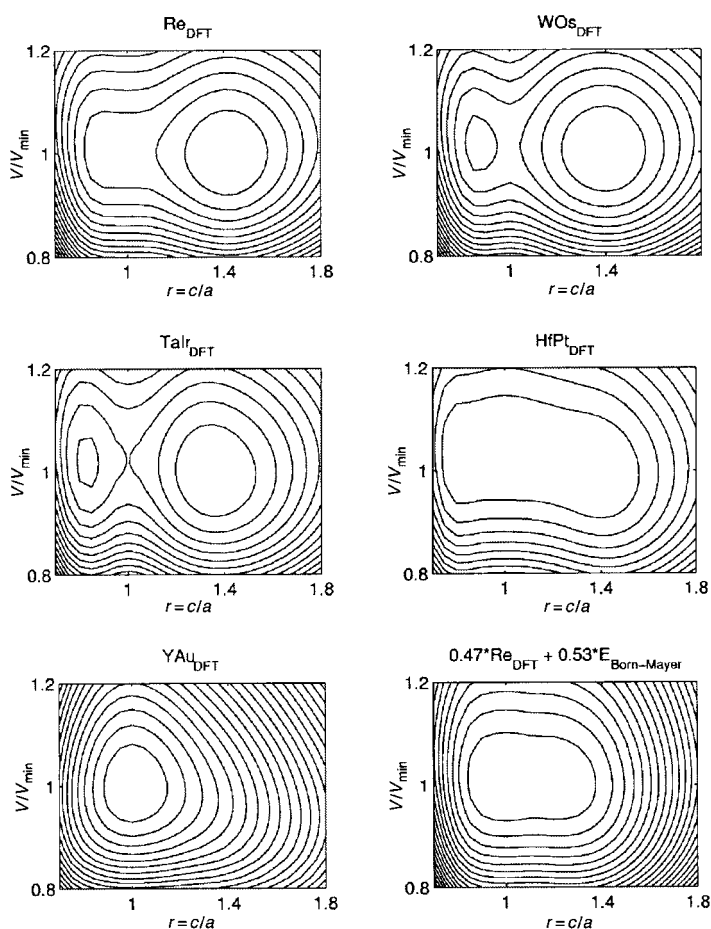 Re_DFT WOs_DFT
1.2 1.2
V/V_min V/V_min
1 1
0.8 0.8
1 1.4 1.8 1 1.4
r = c/a r = c/a
TaIr_DFT HfPt_DFT
1.2 1.2
V/V_min V/V_min
1 1
0.8 0.8
1 1.4 1.8 1 1.4 1.8
r = c/a r = c/a
YAu_DFT 0.47*Re_DFT + 0.53*E_Born–Mayer
1.2 1.2
V/V_min V/V_min
1 1
0.8 0.8
1 1.4 1.8 1 1.4 1.8
r = c/a r = c/a